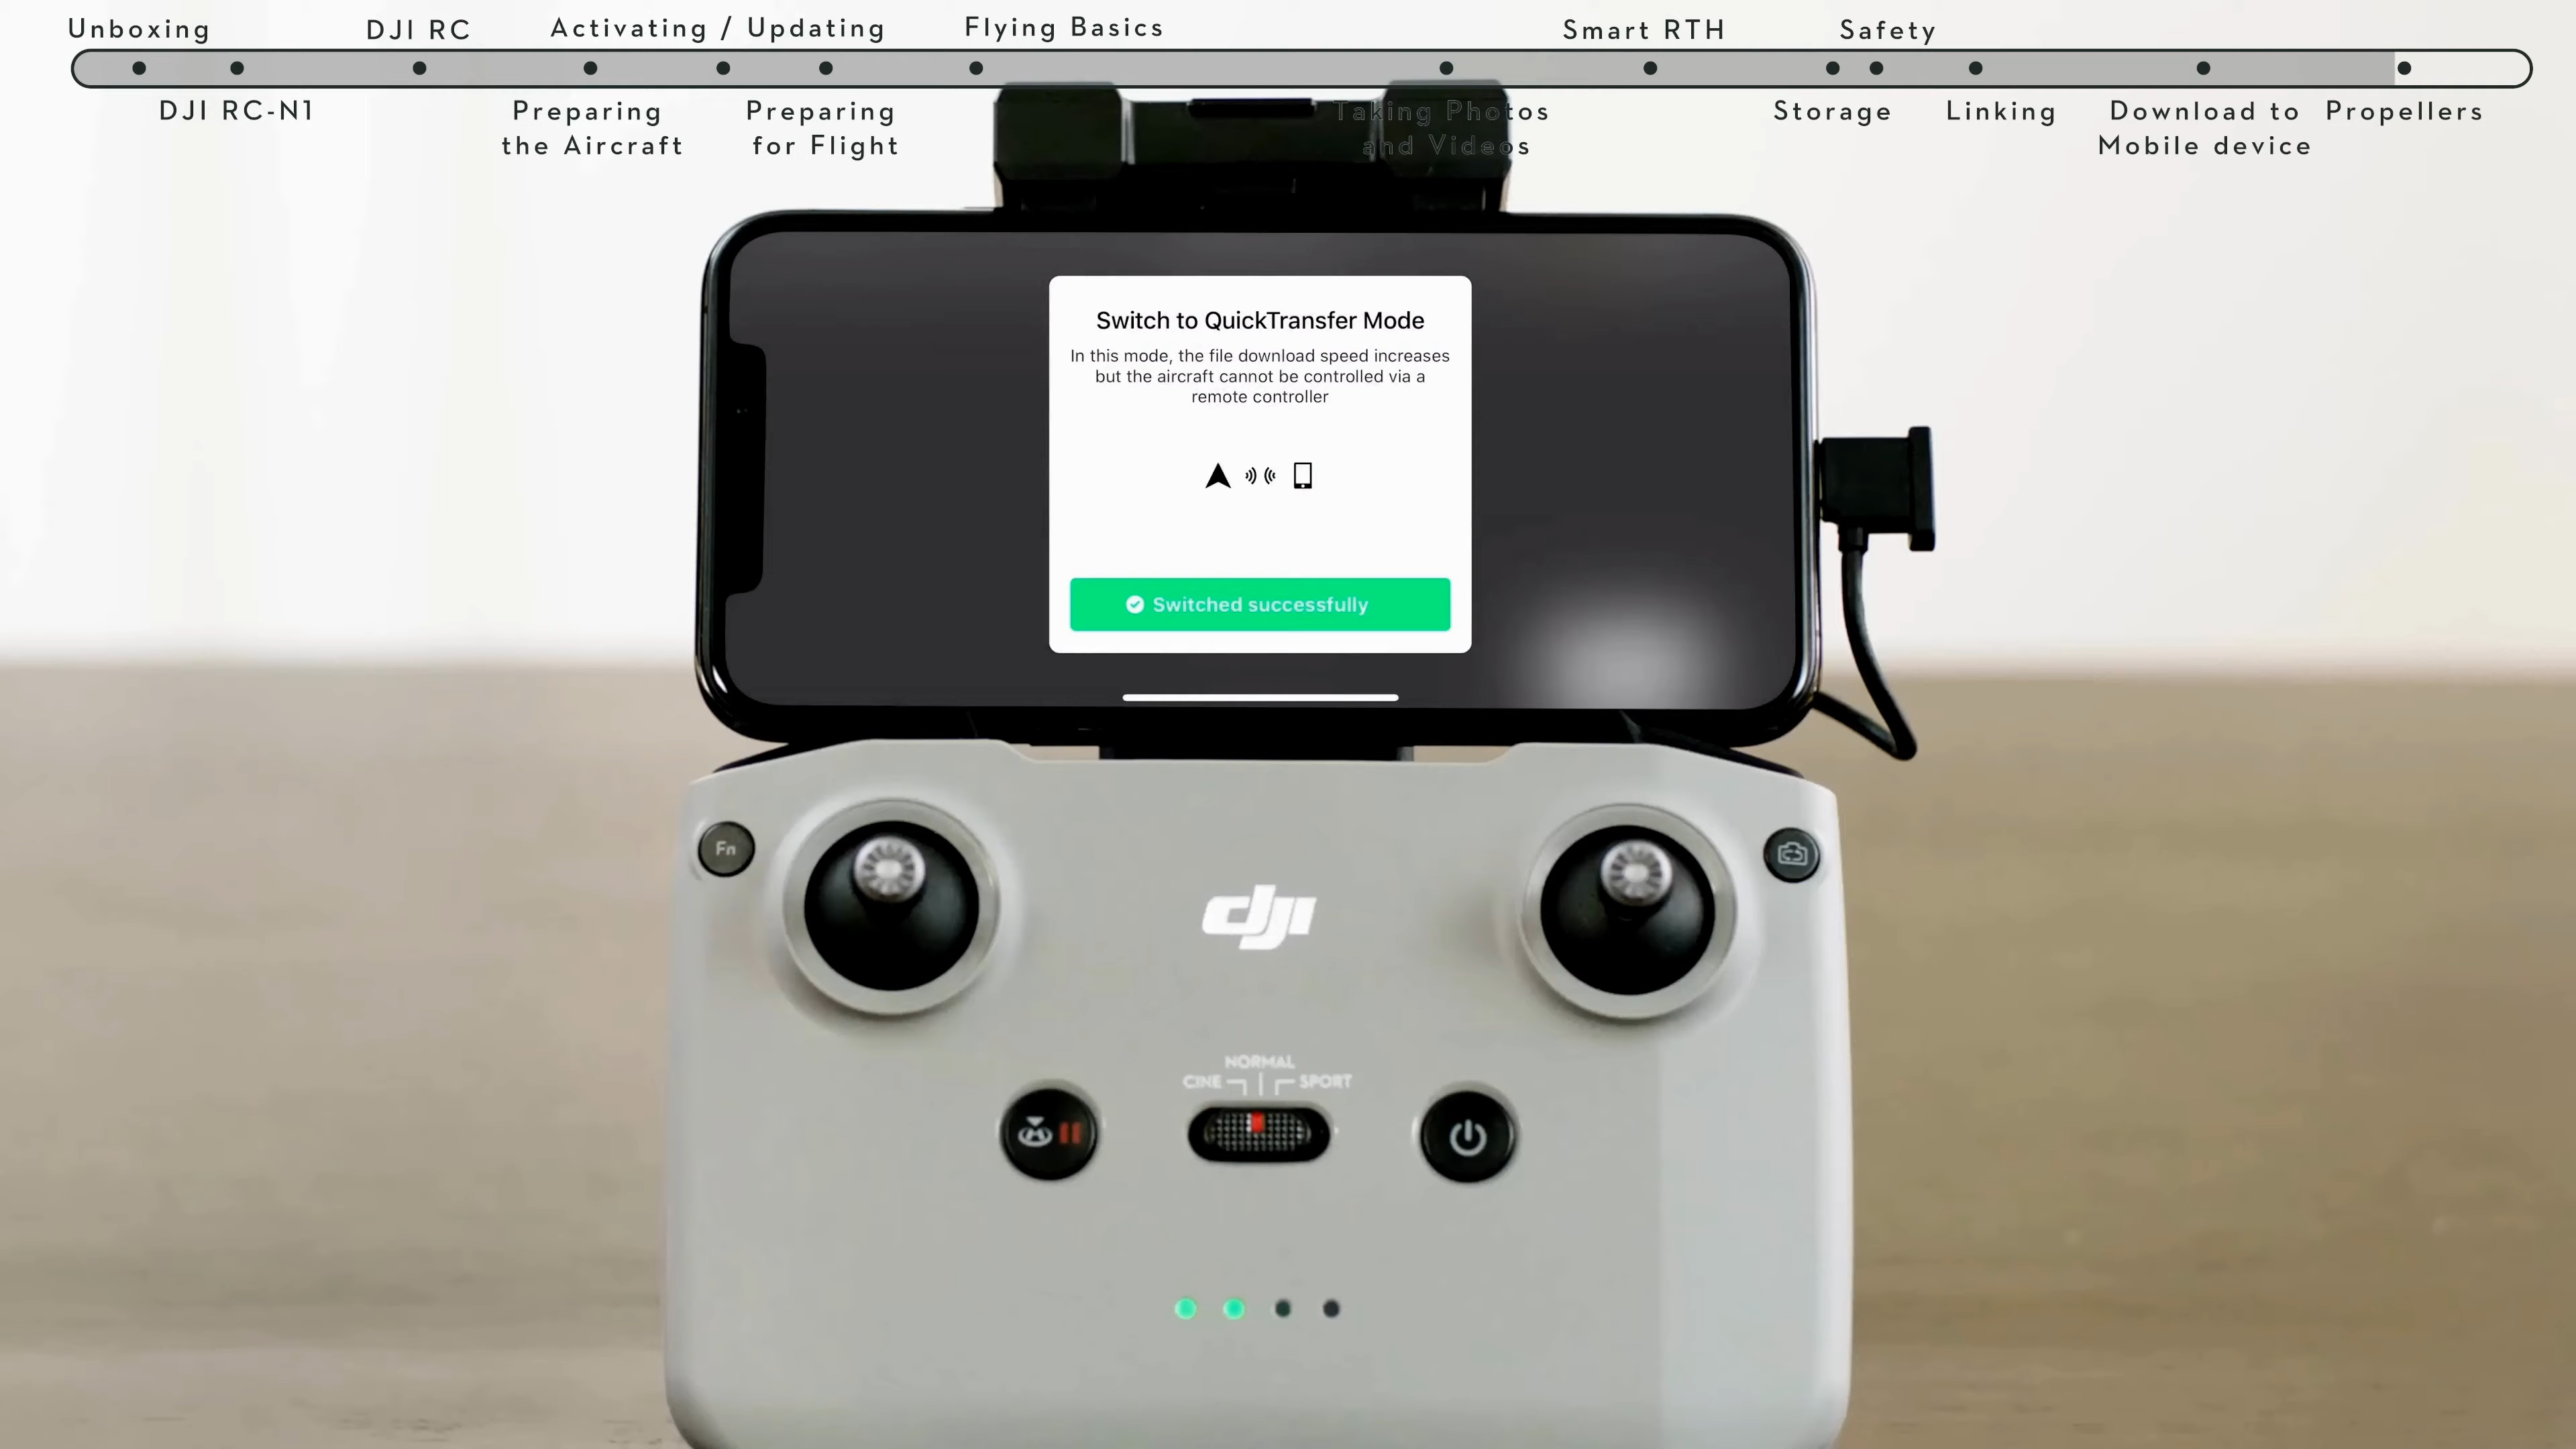 Unboxing
DJI RC
Activating / Updating
Flying Basics
Smart RTH
Safety
DJI RC-N1
Preparing
the Aircraft
Preparing
for Flight
Taking Photos
and Videos
Storage
Linking
Download to
Mobile device
Propellers
Switch to QuickTransfer Mode
In this mode, the file download speed increases
but the aircraft cannot be controlled via a
remote controller
Switched successfully
Fn
dji
NORMAL
CINE
SPORT